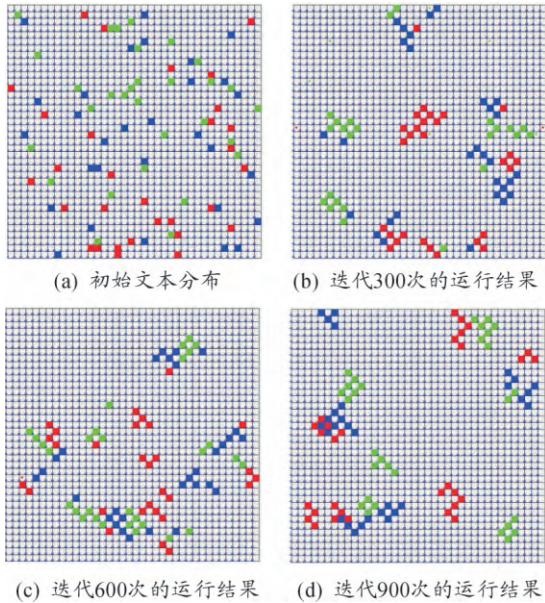 (a) 初始文本分布
(b) 迭代300次的运行结果
(c) 迭代600次的运行结果
(d) 迭代900次的运行结果